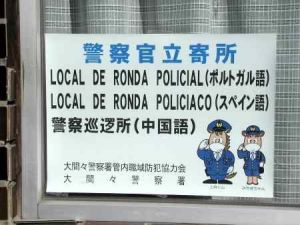 警察官立寄所
LOCAL DE RONDA POLICIAL(ポルトガル語)
LOCAL DE RONDA POLICIACO(スペイン語)
警察巡逻所(中国語)
大間々警察署管内職域防犯協力会
大間々警察署